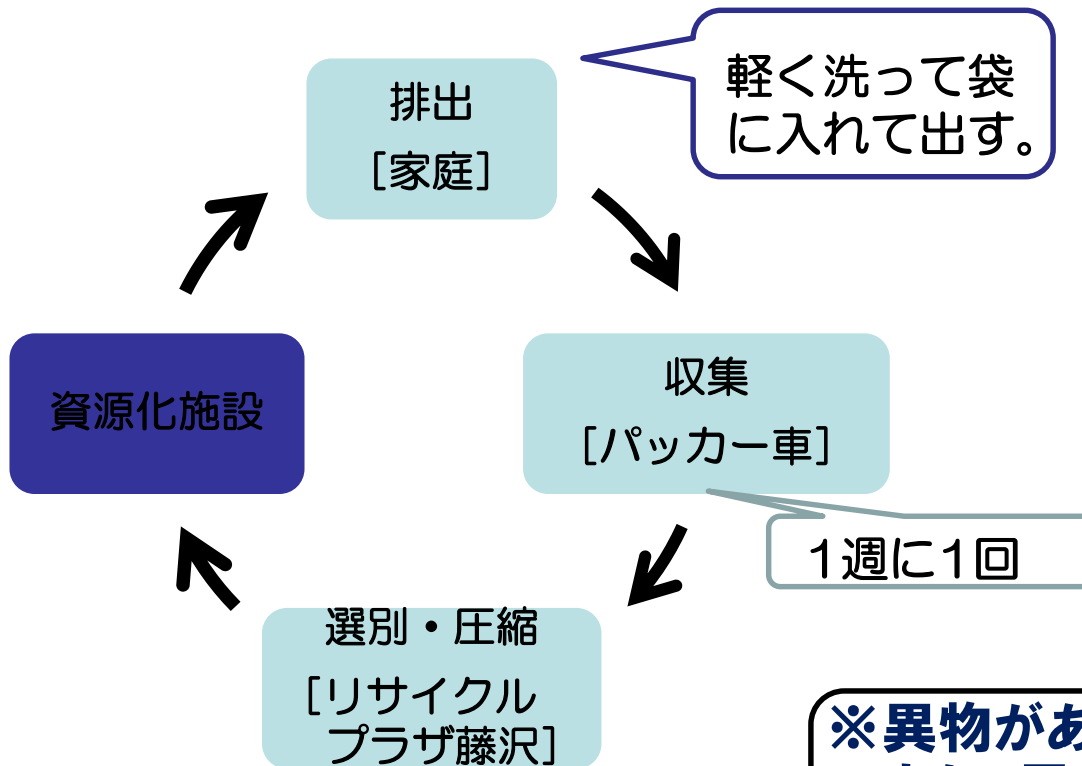 排出
[家庭]
軽く洗って袋
に入れて出す。
資源化施設
収集
[パッカー車]
1週に1回
選別・圧縮
[リサイクル
プラザ藤沢]
※異物があ